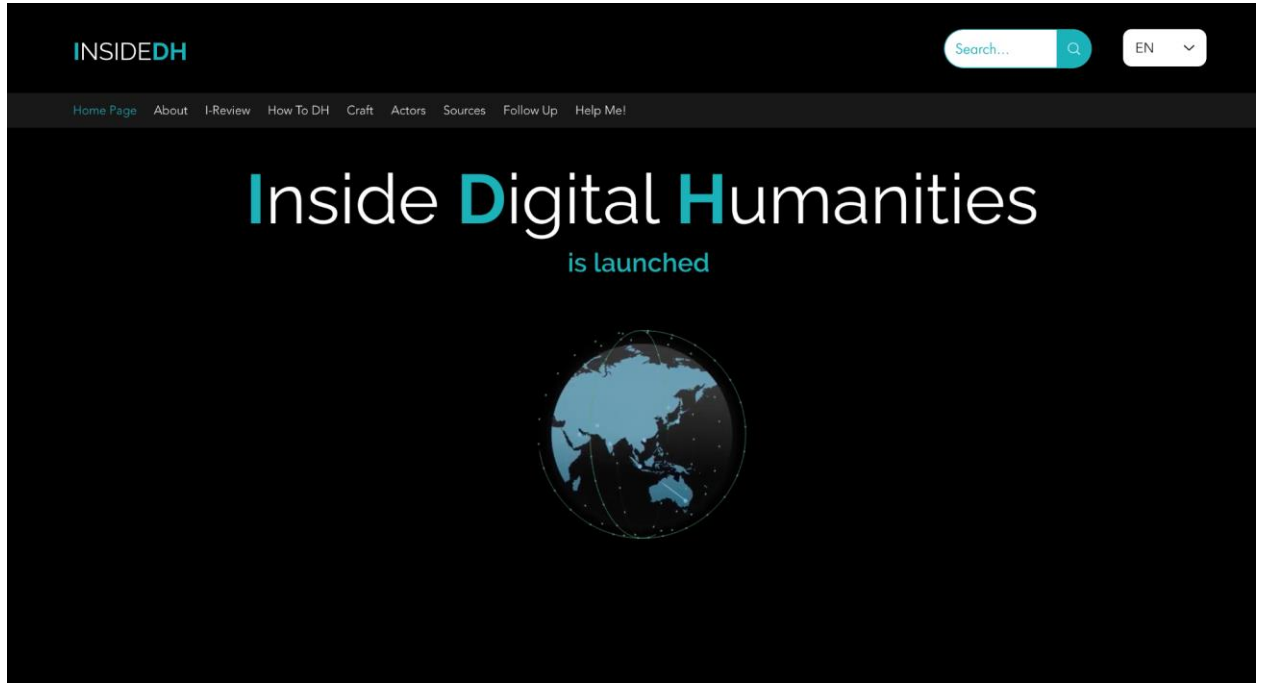 INSIDEDH
Search...
EN
Home Page About I-Review How To DH Craft Actors Sources Follow Up Help Me!
Inside Digital Humanities
is launched